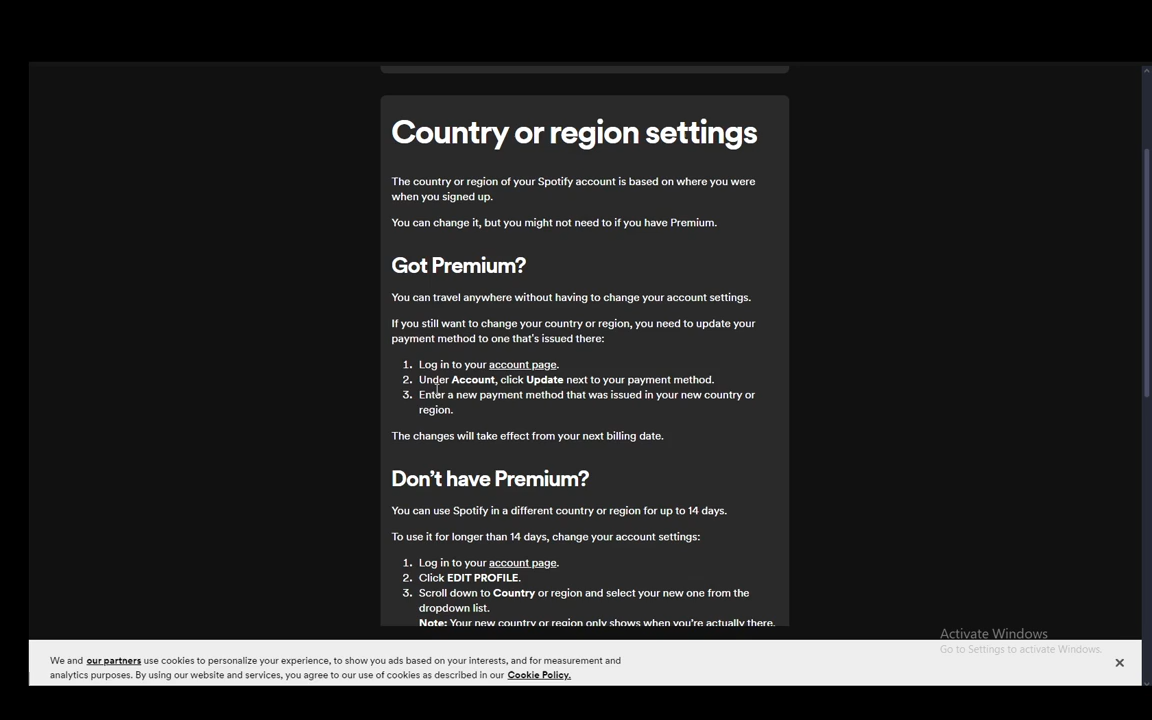 Country or region settings
The country or region of your Spotify account is based on where you were
when you signed up.
You can change it, but you might not need to if you have Premium.
Got Premium?
You can travel anywhere without having to change your account settings.
If you still want to change your country or region, you need to update your
payment method to one that's issued there:
1. Log in to your account page.
2. Under Account, click Update next to your payment method.
3. Enter a new payment method that was issued in your new country or
region.
The changes will take effect from your next billing date.
Don't have Premium?
You can use Spotify in a different country or region for up to 14 days.
To use it for longer than 14 days, change your account settings:
1. Log in to your account page.
2. Click EDIT PROFILE.
3. Scroll down to Country or region and select your new one from the
dropdown list.
Note: Your new country or region only shows when you're actually there.
Activate Windows
Go to Settings to activate Windows.
We and our partners use cookies to personalize your experience, to show you ads based on your interests, and for measurement and
analytics purposes. By using our website and services, you agree to our use of cookies as described in our Cookie Policy.